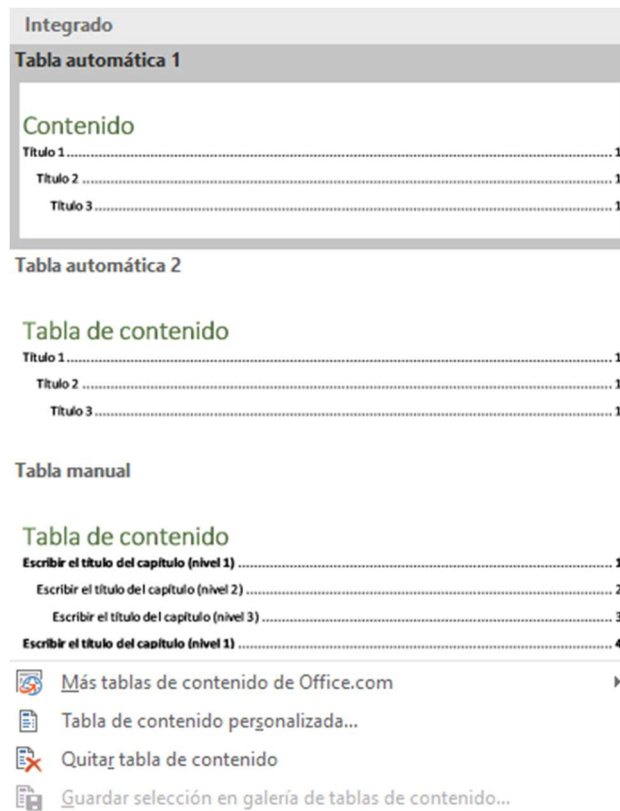 Integrado
Tabla automática 1
Contenido
Título 1 ........ 1
Título 2 ........ 1
Título 3 ........ 1
Tabla automática 2
Tabla de contenido
Título 1 ........ 1
Título 2 ........ 1
Título 3 ........ 1
Tabla manual
Tabla de contenido
Escribir el título del capítulo (nivel 1) ........ 1
Escribir el título del capítulo (nivel 2) ........ 2
Escribir el título del capítulo (nivel 3) ........ 3
Escribir el título del capítulo (nivel 1) ........ 4
Más tablas de contenido de Office.com
Tabla de contenido personalizada...
Quitar tabla de contenido
Guardar selección en galería de tablas de contenido...